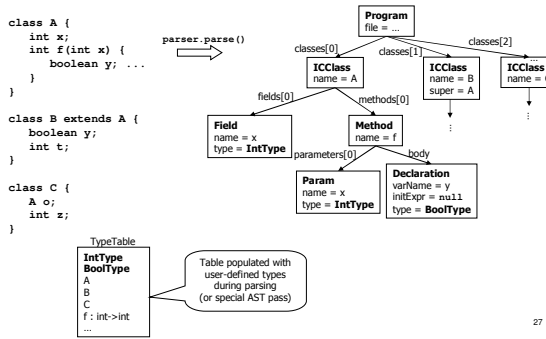 class A {
int x;
int f(int x) {
boolean y; ...
}
}
class B extends A {
boolean y;
int t;
}
class C {
A o;
int z;
}
parser.parse()
Program
file = ...
classes[0]
classes[1]
classes[2]
ICClass
name = A
ICClass
name = B
super = A
...
ICClass
name =
...
...
fields[0]
methods[0]
Field
name = x
type = IntType
Method
name = f
parameters[0]
body
Param
name = x
type = IntType
Declaration
varName = y
initExpr = null
type = BoolType
TypeTable
IntType
BoolType
A
B
C
f : int->int
...
Table populated with
user-defined types
during parsing
(or special AST pass)
27